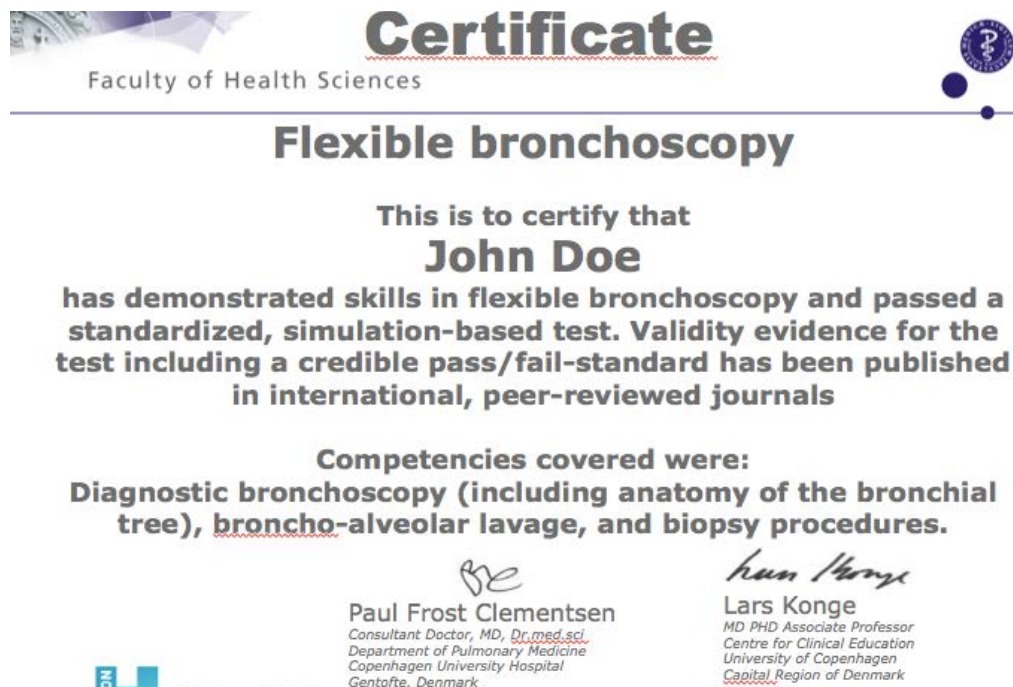 Certificate
Faculty of Health Sciences
Flexible bronchoscopy
This is to certify that
John Doe
has demonstrated skills in flexible bronchoscopy and passed a
standardized, simulation-based test. Validity evidence for the
test including a credible pass/fail-standard has been published
in international, peer-reviewed journals
Competencies covered were:
Diagnostic bronchoscopy (including anatomy of the bronchial
tree), broncho-alveolar lavage, and biopsy procedures.
Paul Frost Clementsen
Consultant Doctor, MD, Dr.med.sci
Department of Pulmonary Medicine
Copenhagen University Hospital
Gentofte, Denmark
Lars Konge
MD PHD Associate Professor
Centre for Clinical Education
University of Copenhagen
Capital Region of Denmark